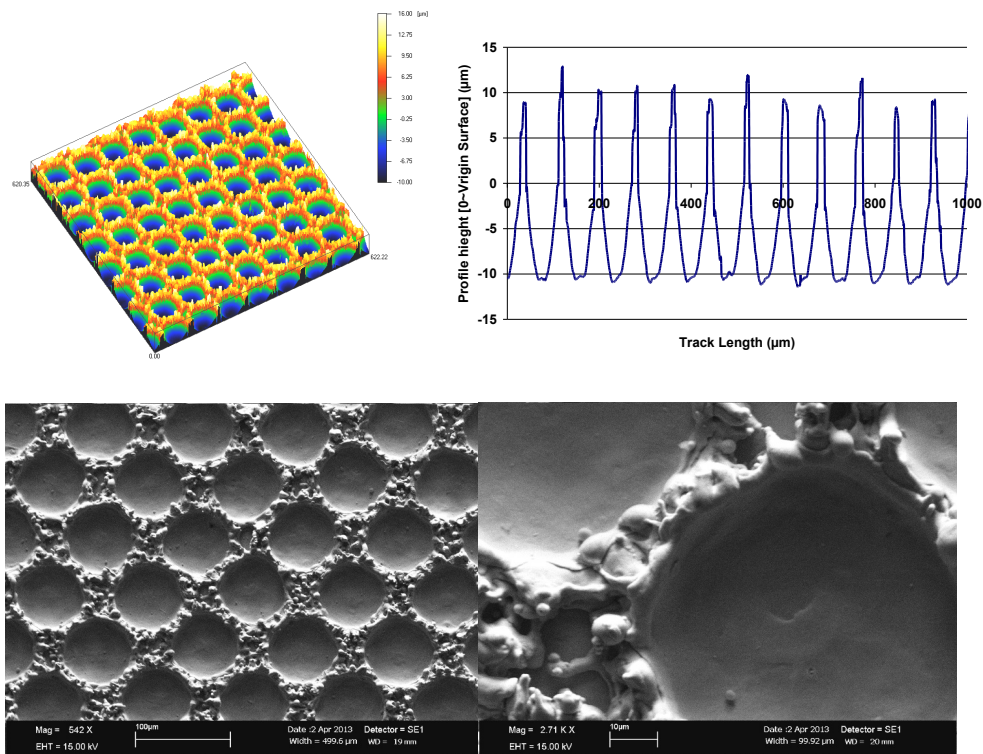 16.00 [µm]
12.75
9.50
6.25
3.00
-0.25
-3.50
-6.75
-10.00
620.35
622.22
0.00
Profile hieght [0–Vrigin Surface] (µm)
15
10
5
0
-5
-10
-15
0 200 400 600 800 1000
Track Length (µm)
Mag = 542 X
EHT = 15.00 kV
100µm
Date :2 Apr 2013 Detector = SE1
Width = 499.6 µm WD = 19 mm
Mag = 2.71 K X
EHT = 15.00 kV
10µm
Date :2 Apr 2013 Detector = SE1
Width = 99.92 µm WD = 20 mm